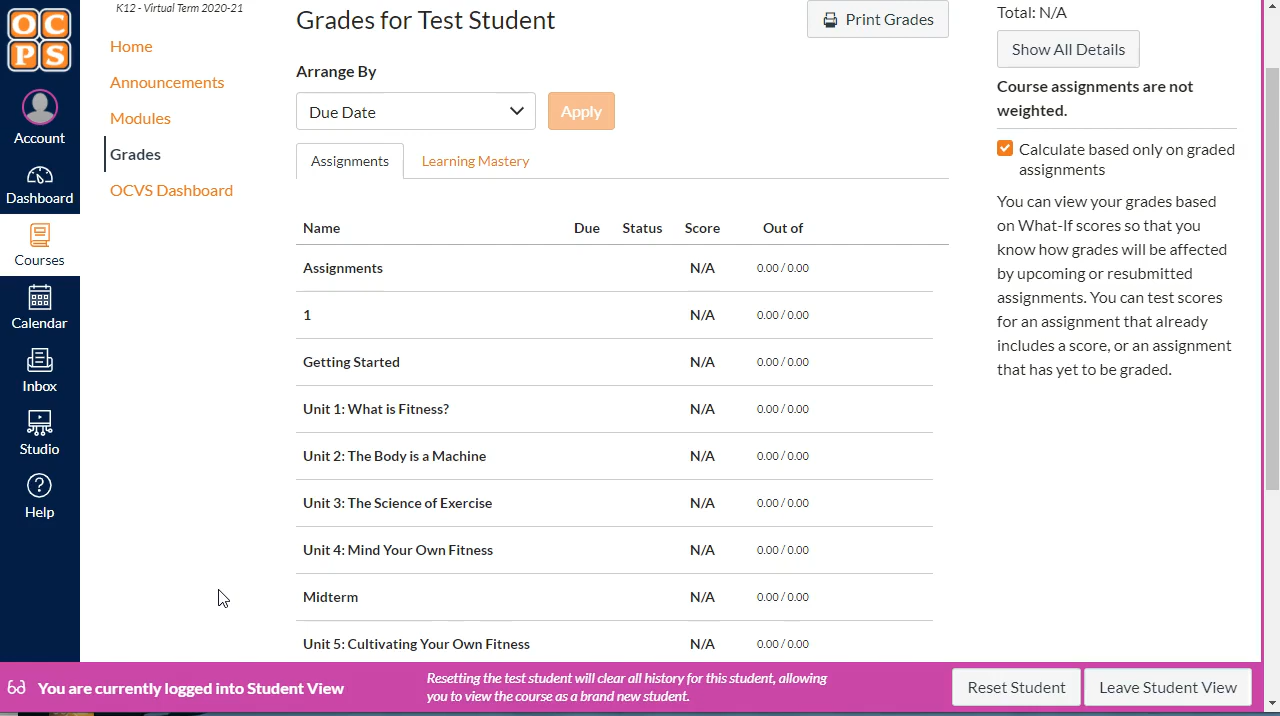 OCPS
Account
Dashboard
Courses
Calendar
Inbox
Studio
Help
K12 - Virtual Term 2020-21
Home
Announcements
Modules
Grades
OCVS Dashboard
Grades for Test Student
Print Grades
Arrange By
Due Date
Apply
Assignments Learning Mastery
Name Due Status Score Out of
Assignments N/A 0.00 / 0.00
1 N/A 0.00 / 0.00
Getting Started N/A 0.00 / 0.00
Unit 1: What is Fitness? N/A 0.00 / 0.00
Unit 2: The Body is a Machine N/A 0.00 / 0.00
Unit 3: The Science of Exercise N/A 0.00 / 0.00
Unit 4: Mind Your Own Fitness N/A 0.00 / 0.00
Midterm N/A 0.00 / 0.00
Unit 5: Cultivating Your Own Fitness N/A 0.00 / 0.00
Total: N/A
Show All Details
Course assignments are not
weighted.
Calculate based only on graded
assignments
You can view your grades based
on What-If scores so that you
know how grades will be affected
by upcoming or resubmitted
assignments. You can test scores
for an assignment that already
includes a score, or an assignment
that has yet to be graded.
You are currently logged into Student View
Resetting the test student will clear all history for this student, allowing
you to view the course as a brand new student.
Reset Student
Leave Student View